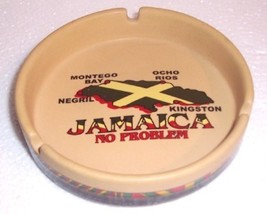 MONTEGO BAY
OCHO RIOS
NEGRIL
KINGSTON
JAMAICA
NO PROBLEM